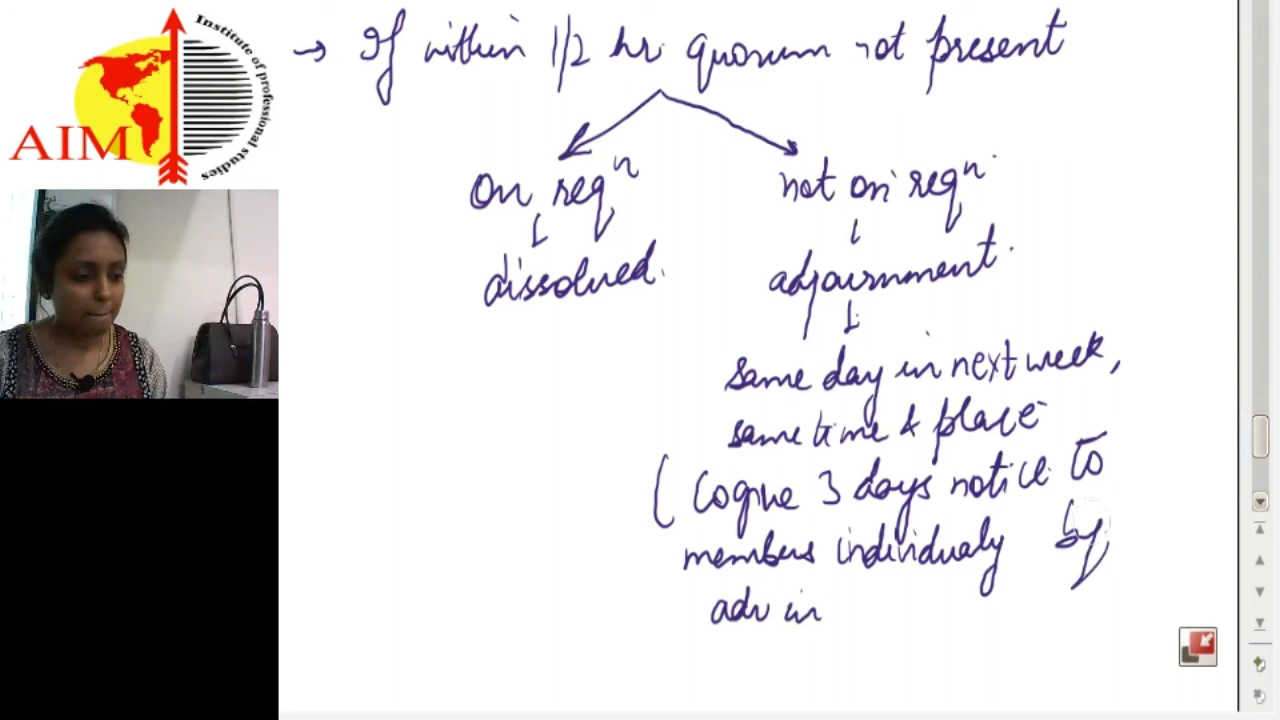 AIM
Institute of professional studies
→ If within 1/2 hr quorum not present
on reqⁿ
not on reqⁿ.
dissolved.
adjournment.
same day in next week,
same time & place
( Co give 3 days notice to
members individualy by
adv in